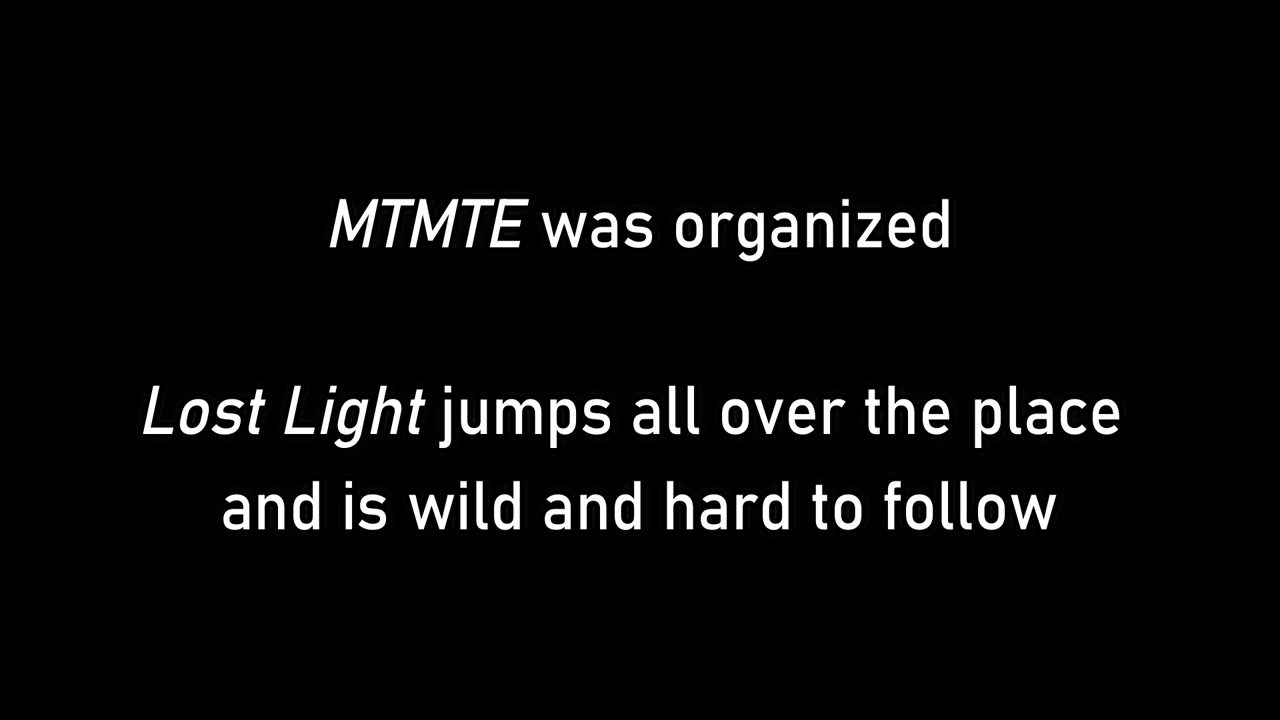 MTMTE was organized
Lost Light jumps all over the place
and is wild and hard to follow